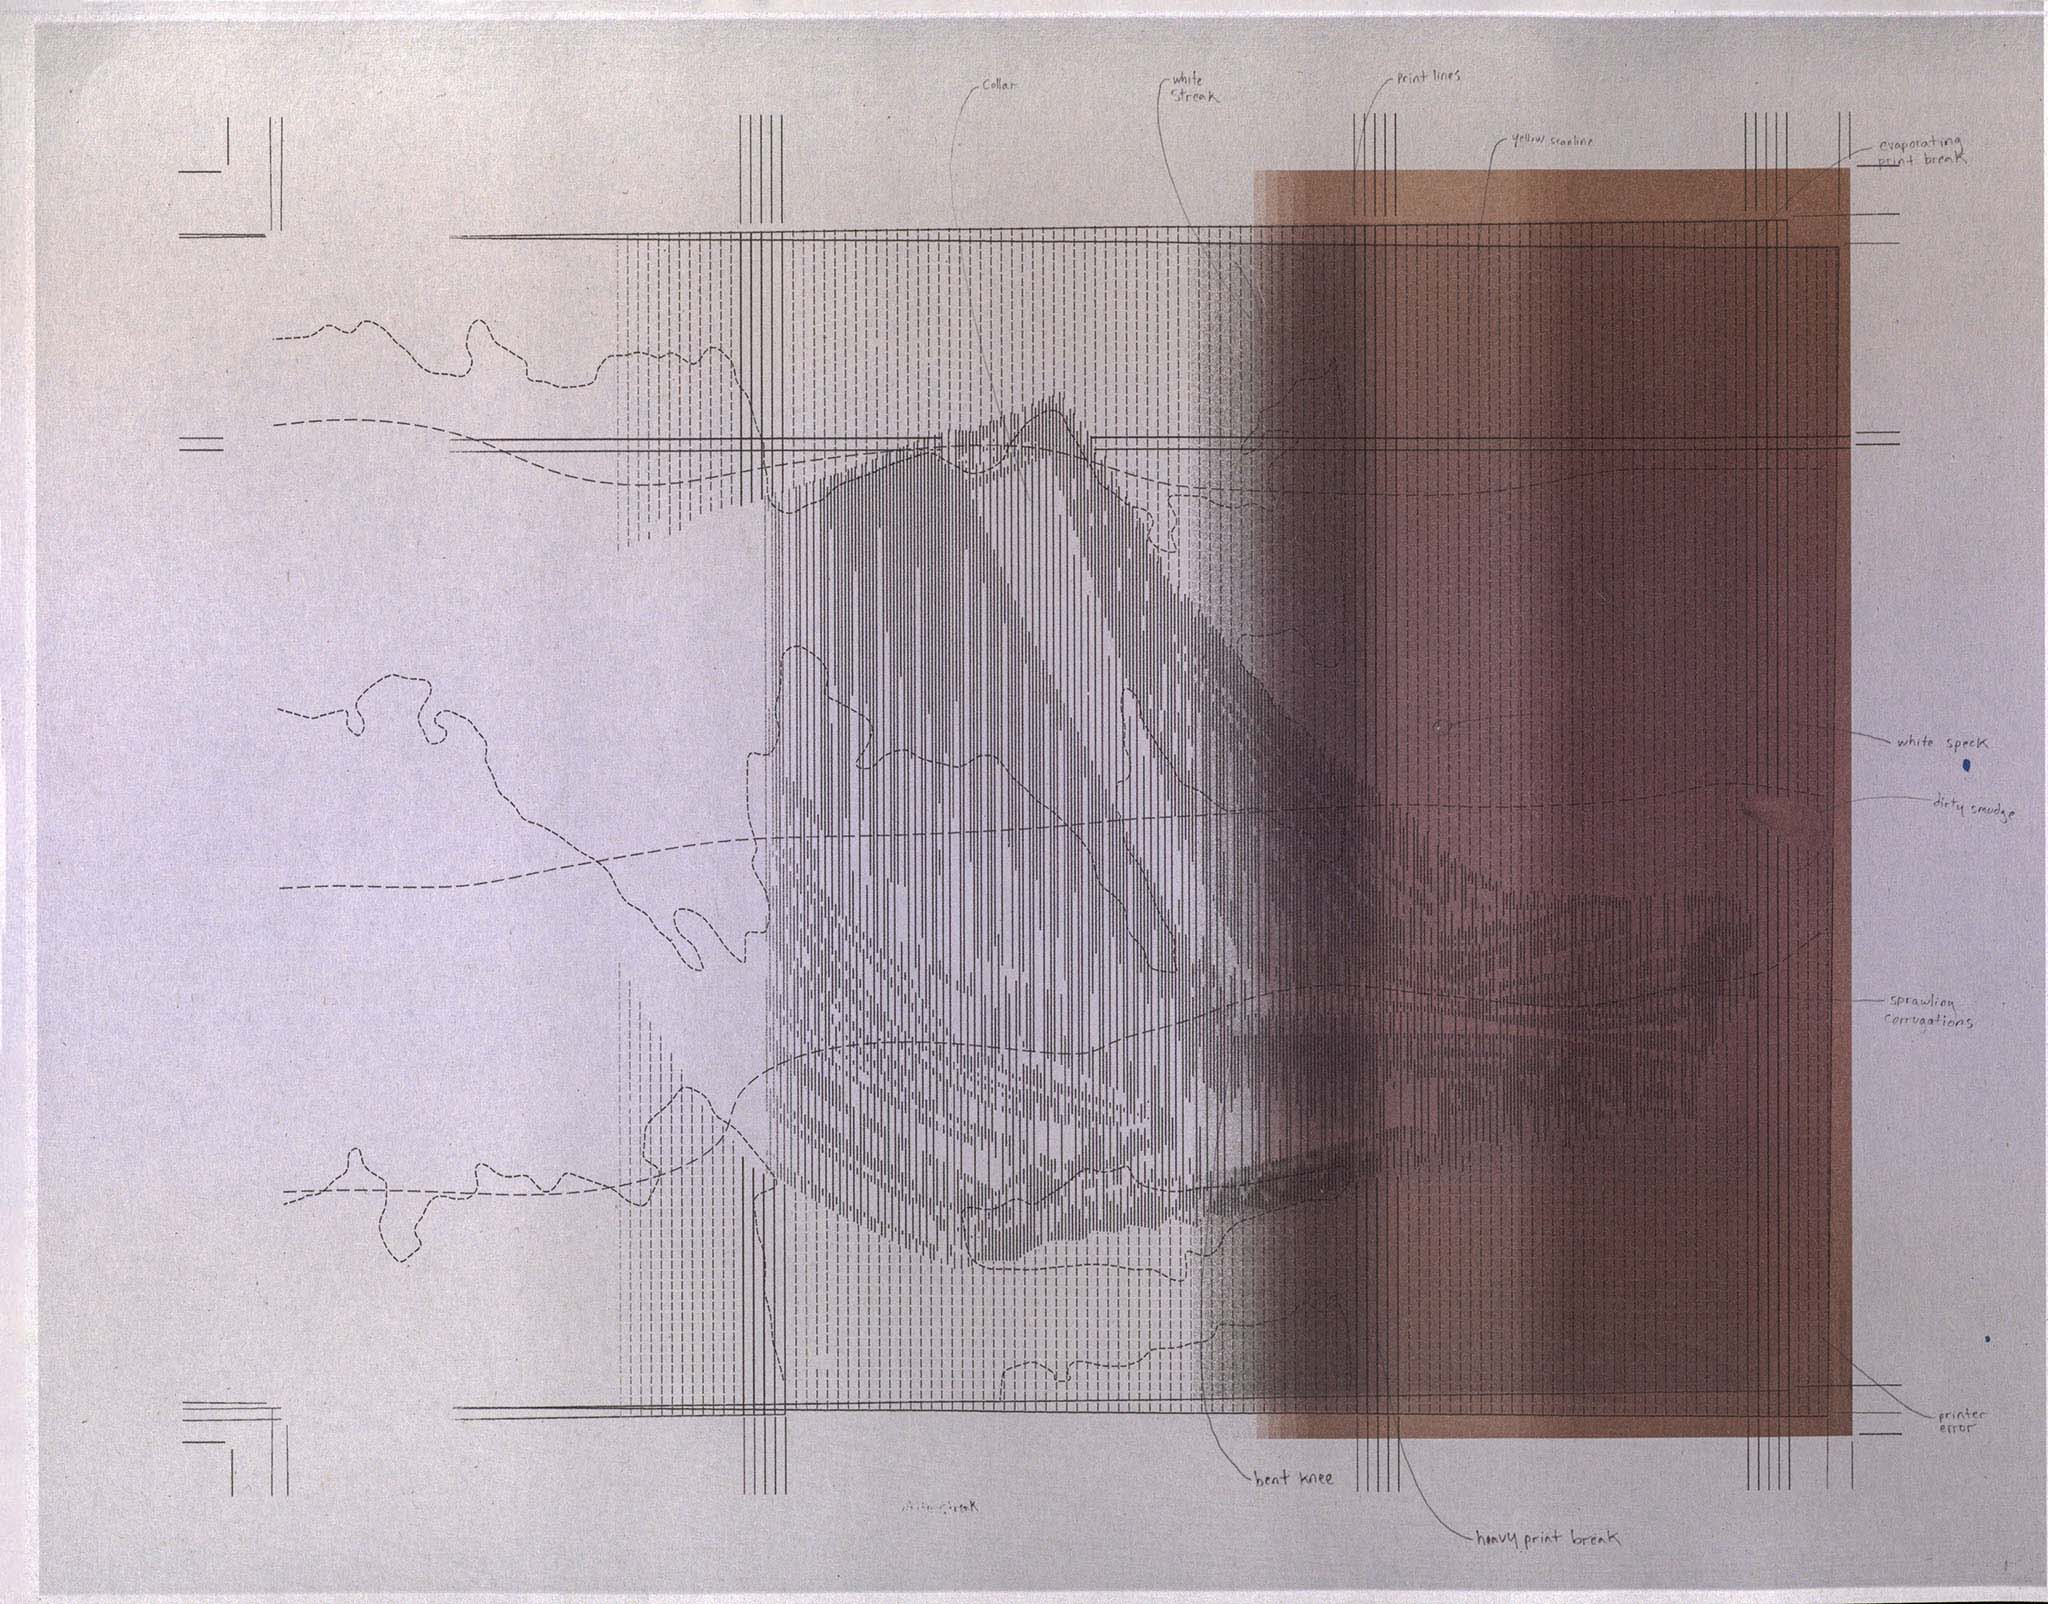 Collar
white
streak
print lines
yellow scanline
evaporating
print break
white speck
dirty smudge
sprawling
corrugations
printer
error
bent knee
streak
heavy print break